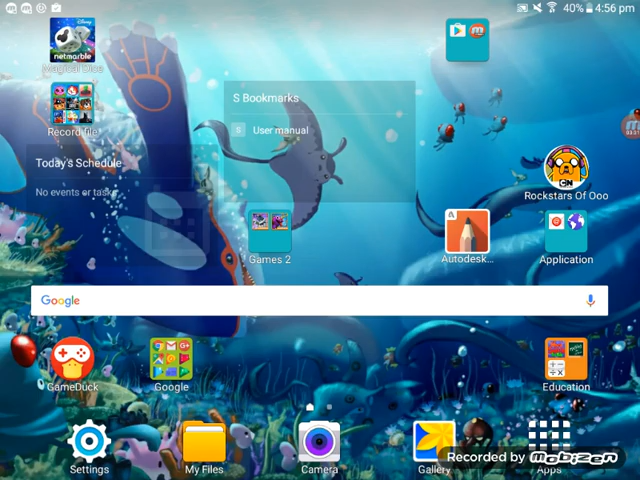 40% 4:56 pm
Disney
netmarble
Magical Dice
Record file
S Bookmarks
User manual
Today's Schedule
No events or tasks
CN
Rockstars Of Ooo
Games 2
Autodesk...
Application
Google
GameDuck
Google
Education
Settings
My Files
Camera
Gallery
Apps
Recorded by Mobizen